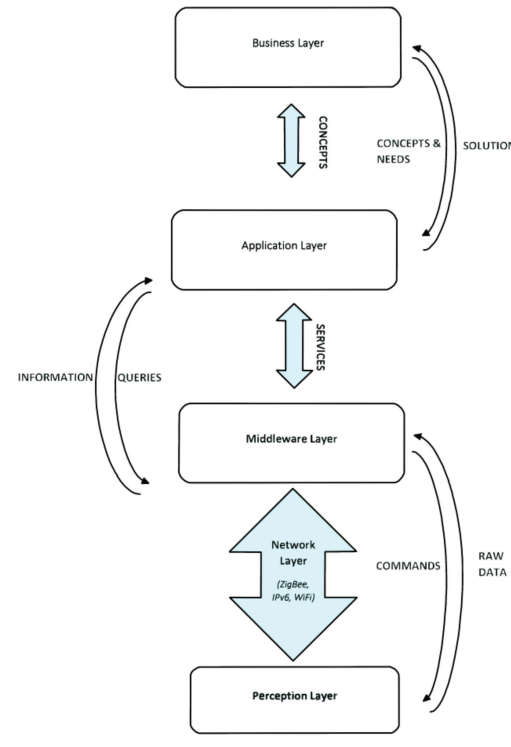 Business Layer
CONCEPTS
CONCEPTS &
NEEDS
SOLUTION
Application Layer
SERVICES
INFORMATION
QUERIES
Middleware Layer
Network
Layer
(ZigBee,
IPv6, WiFi)
COMMANDS
RAW
DATA
Perception Layer